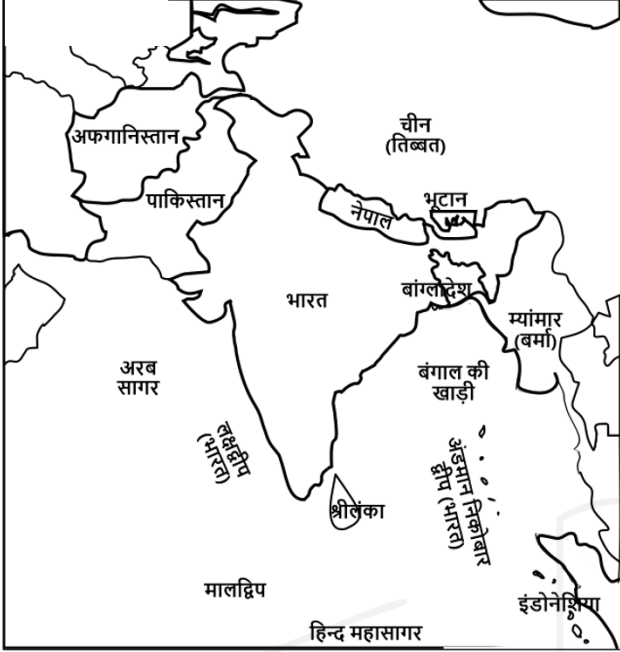 चीन
(तिब्बत)
अफगानिस्तान
पाकिस्तान
भूटान
नेपाल
बांग्लादेश
भारत
म्यांमार
(बर्मा)
अरब
सागर
बंगाल की
खाड़ी
लक्षद्वीप
(भारत)
अंडमान निकोबार
द्वीप (भारत)
श्रीलंका
मालद्विप
इंडोनेशिया
हिन्द महासागर